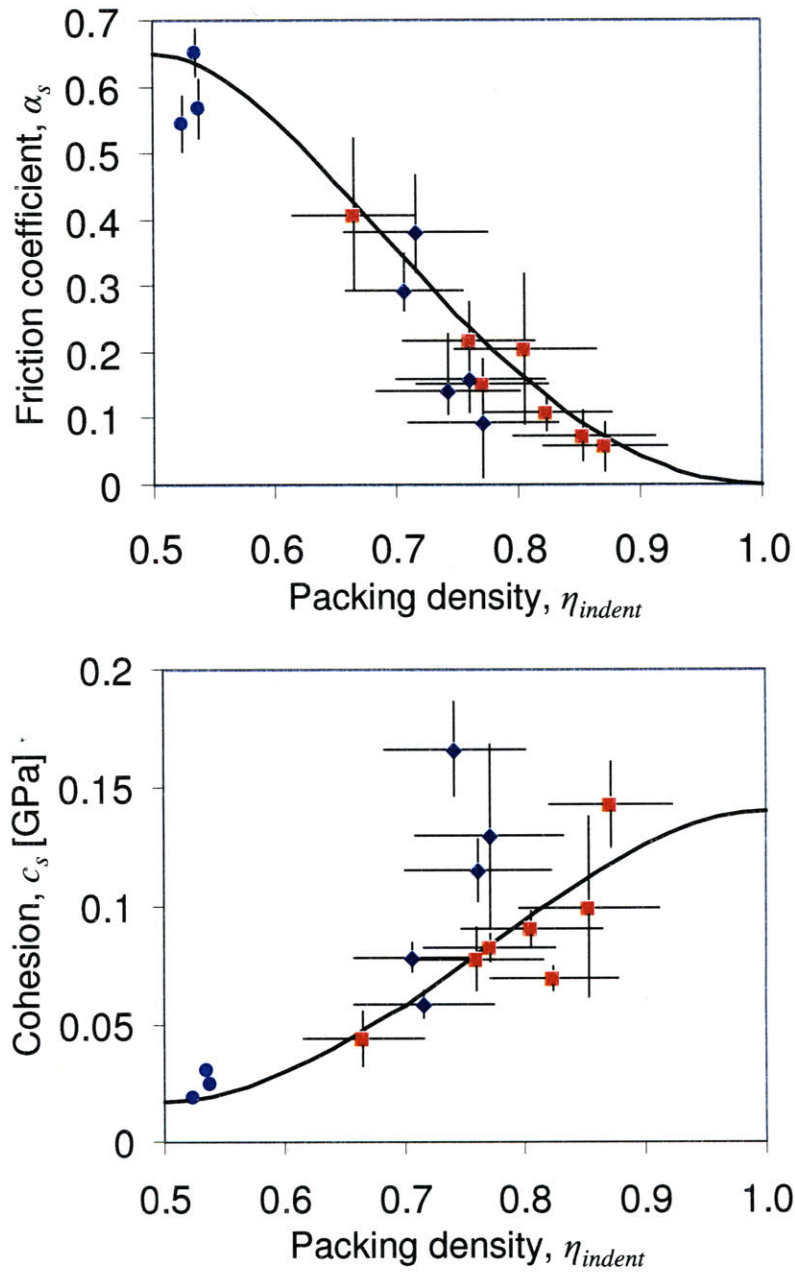 Friction coefficient, αs
0.7
0.6
0.5
0.4
0.3
0.2
0.1
0
0.5 0.6 0.7 0.8 0.9 1.0
Packing density, ηindent
Cohesion, cs [GPa]
0.2
0.15
0.1
0.05
0
0.5 0.6 0.7 0.8 0.9 1.0
Packing density, ηindent